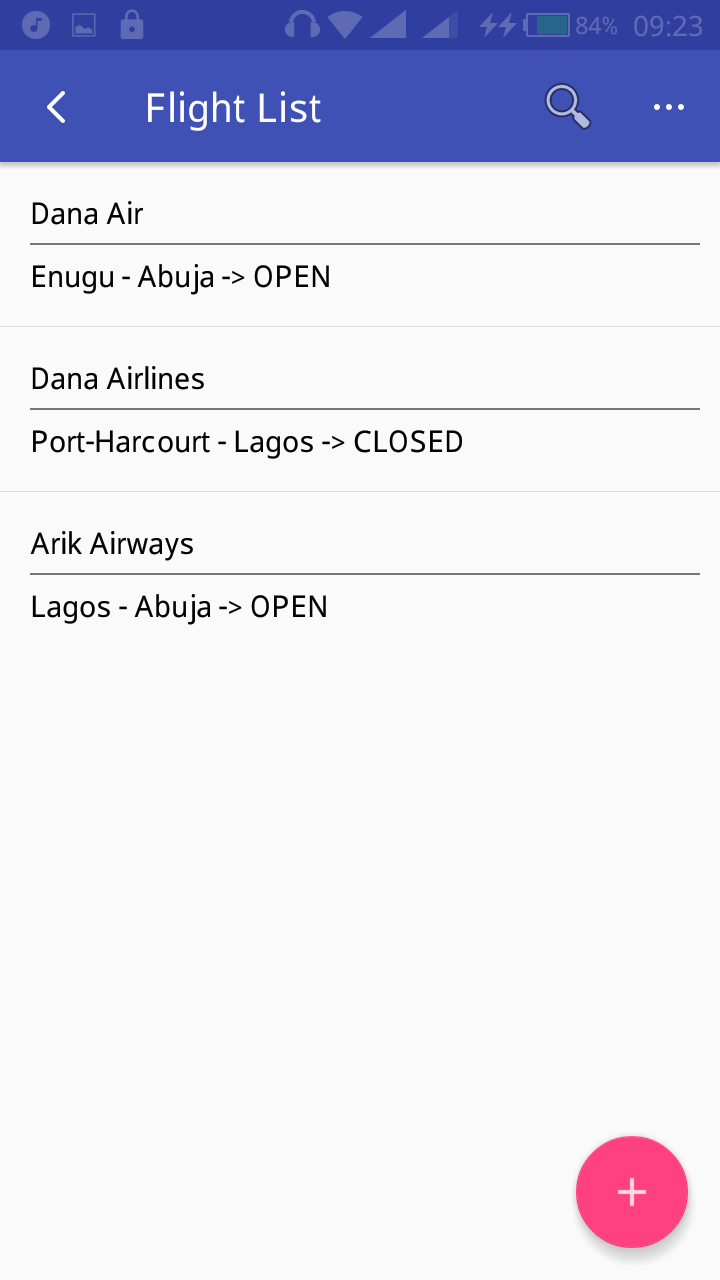 84% 09:23
Flight List
Dana Air
Enugu - Abuja -> OPEN
Dana Airlines
Port-Harcourt - Lagos -> CLOSED
Arik Airways
Lagos - Abuja -> OPEN